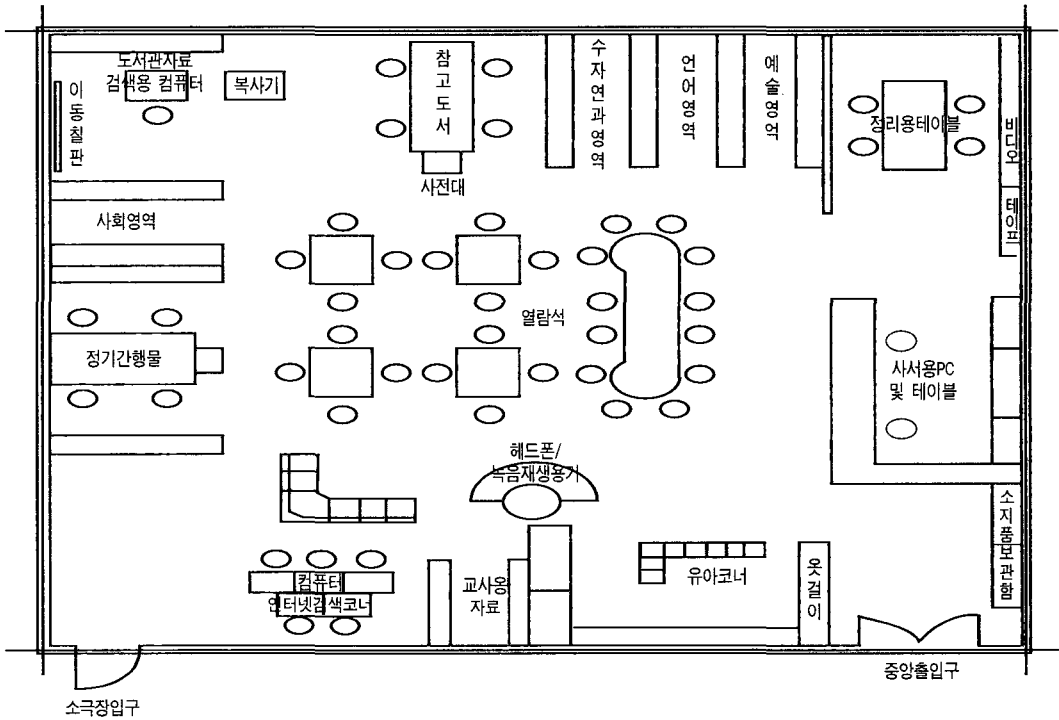 도서관자료
검색용 컴퓨터
복사기
이동칠판
참고도서
사전대
수자연과영역
언어영역
예술영역
정리용테이블
비디오
테이프
사회영역
정기간행물
열람석
사서용PC
및 테이블
헤드폰/
녹음재생용기
소지품보관함
컴퓨터
인터넷검색코너
교사용
자료
유아코너
옷걸이
중앙출입구
소극장입구